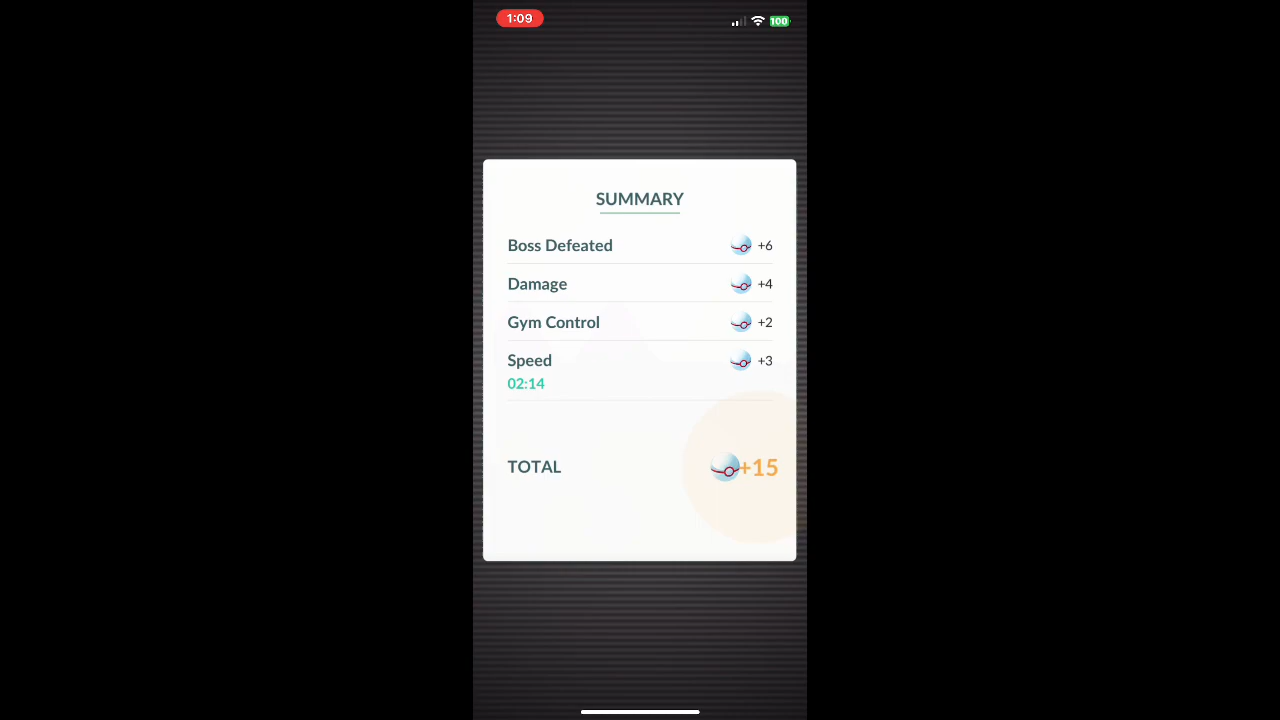 1:09
100
SUMMARY
Boss Defeated +6
Damage +4
Gym Control +2
Speed +3
02:14
TOTAL +15